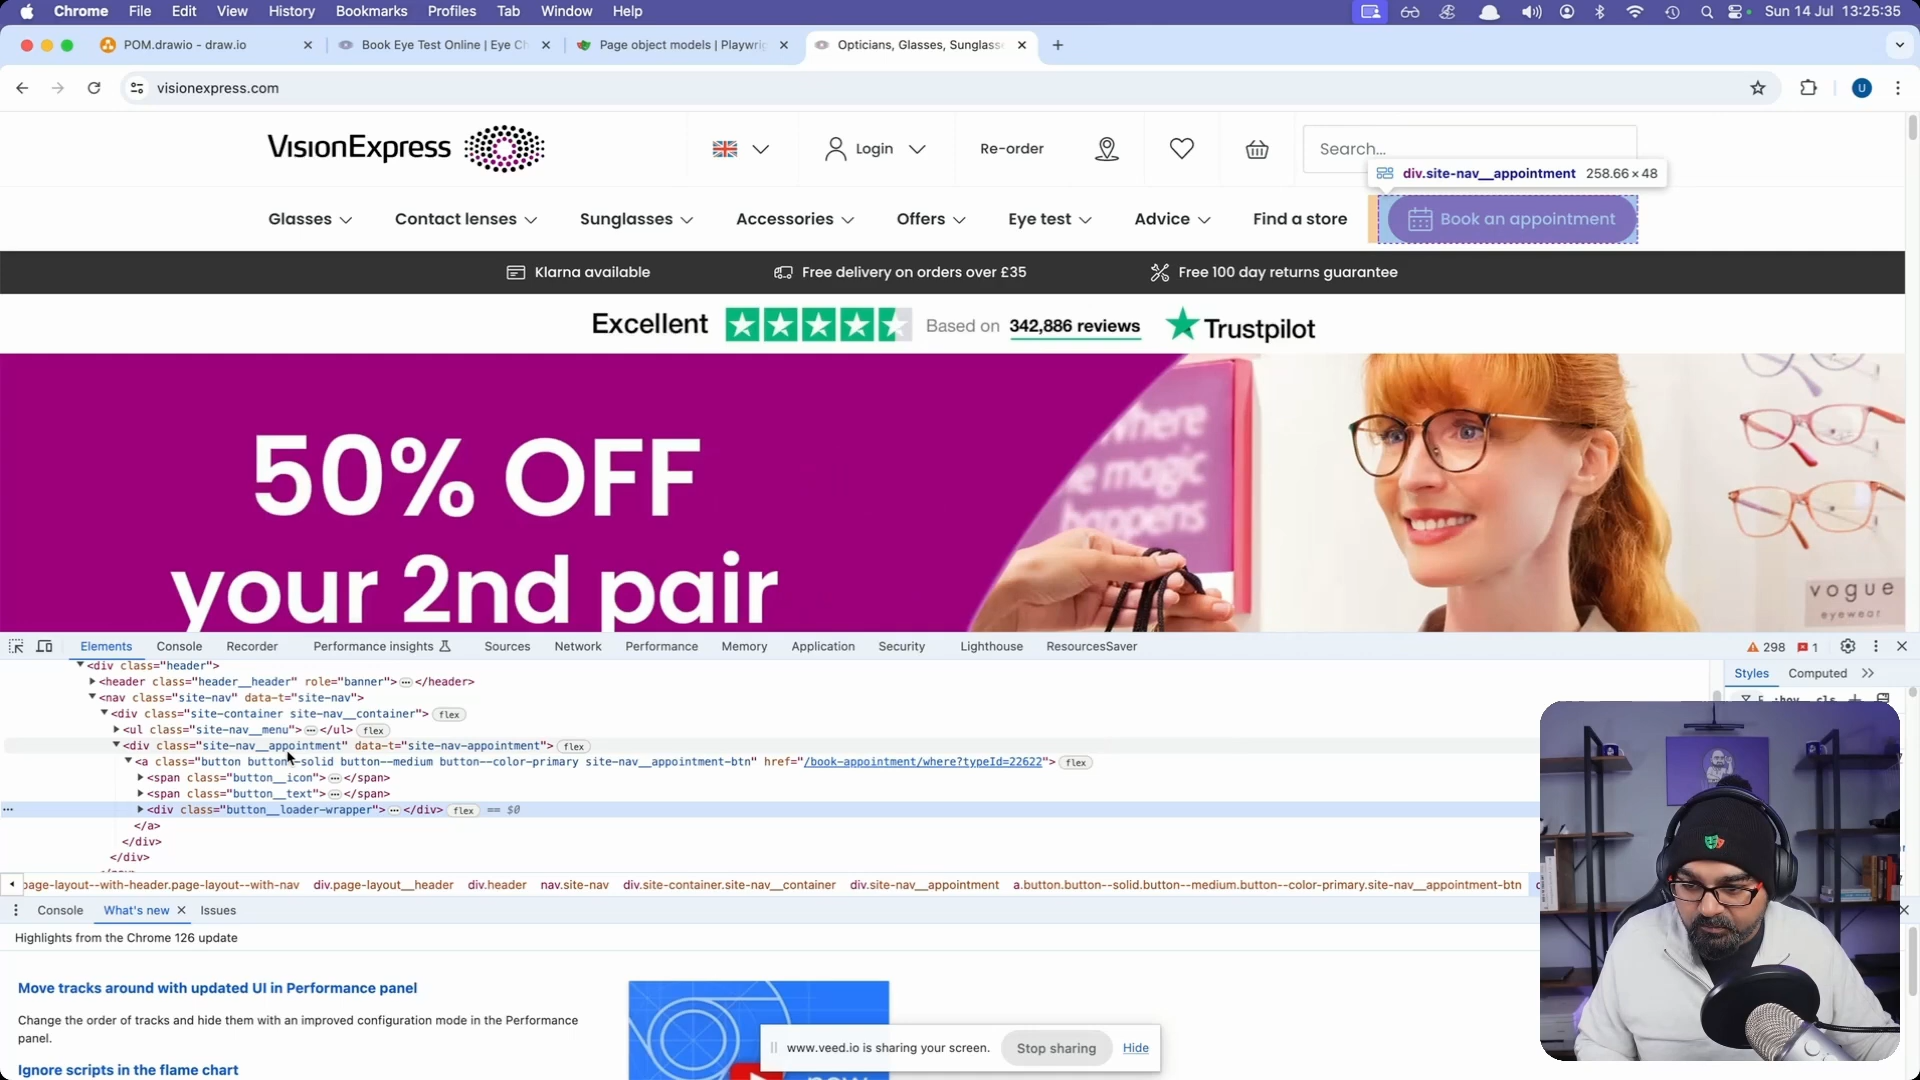 Chrome File Edit View History Bookmarks Profiles Tab Window Help Sun 14 Jul 13:25:35
POM.drawio - draw.io Book Eye Test Online | Eye Ch Page object models | Playwrig Opticians, Glasses, Sunglasse
visionexpress.com U
VisionExpress Login Re-order Search...
div.site-nav__appointment 258.66 × 48
Glasses Contact lenses Sunglasses Accessories Offers Eye test Advice Find a store Book an appointment
Klarna available Free delivery on orders over £35 Free 100 day returns guarantee
Excellent Based on 342,886 reviews Trustpilot
50% OFF
your 2nd pair
where
e magic
happens
vogue
eyewear
Elements Console Recorder Performance insights Sources Network Performance Memory Application Security Lighthouse ResourcesSaver 298 1
<div class="header">
<header class="header__header" role="banner"> </header>
<nav class="site-nav" data-t="site-nav">
<div class="site-container site-nav__container"> flex
<ul class="site-nav__menu"> </ul> flex
<div class="site-nav__appointment" data-t="site-nav-appointment"> flex
<a class="button button--solid button--medium button--color-primary site-nav__appointment-btn" href="/book-appointment/where?typeId=22622"> flex
<span class="button__icon"> </span>
<span class="button__text"> </span>
<div class="button__loader-wrapper"> </div> flex == $0
</a>
</div>
</div>
Styles Computed
:hov .cls
page-layout--with-header.page-layout--with-nav div.page-layout__header div.header nav.site-nav div.site-container.site-nav__container div.site-nav__appointment a.button.button--solid.button--medium.button--color-primary.site-nav__appointment-btn
Console What's new Issues
Highlights from the Chrome 126 update
Move tracks around with updated UI in Performance panel
Change the order of tracks and hide them with an improved configuration mode in the Performance
panel.
Ignore scripts in the flame chart
new
www.veed.io is sharing your screen. Stop sharing Hide